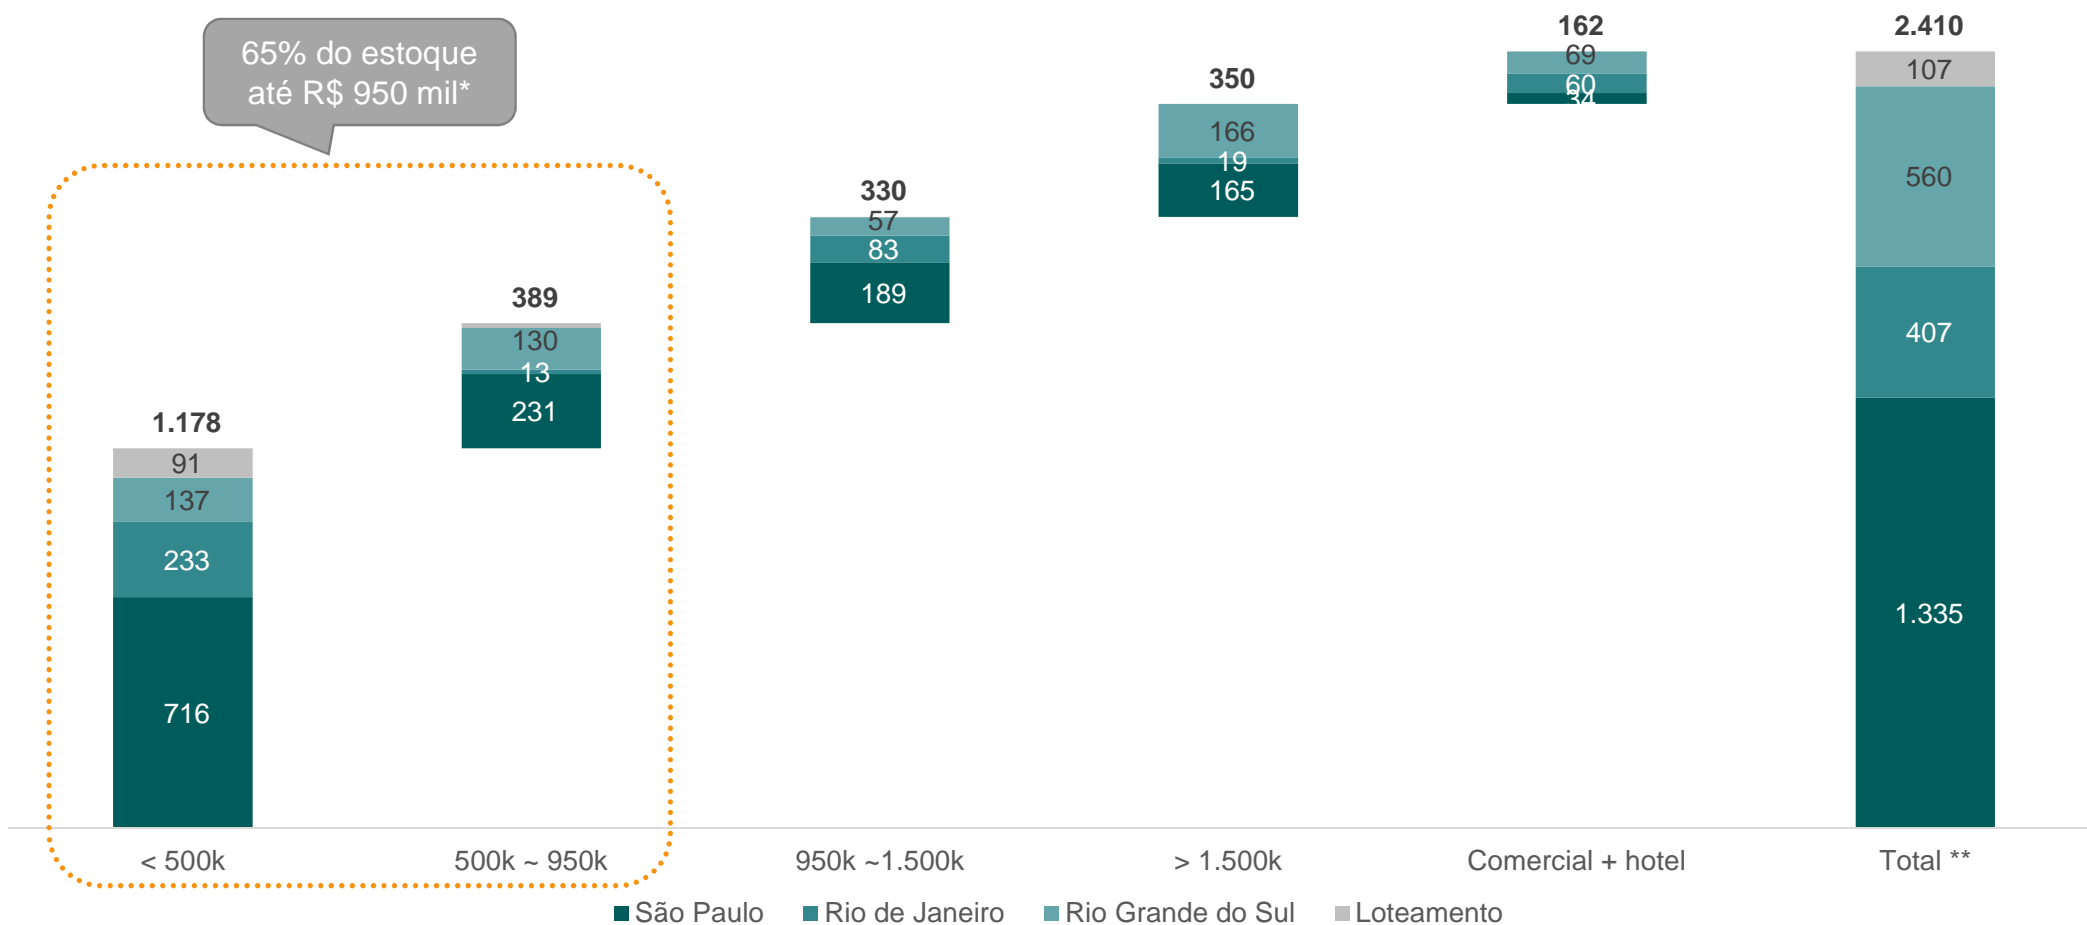 65% do estoque
até R$ 950 mil*
1.178
91
137
233
716
389
130
13
231
330
57
83
189
350
166
19
165
162
69
60
34
2.410
107
560
407
1.335
< 500k
500k ~ 950k
950k ~1.500k
> 1.500k
Comercial + hotel
Total **
São Paulo
Rio de Janeiro
Rio Grande do Sul
Loteamento